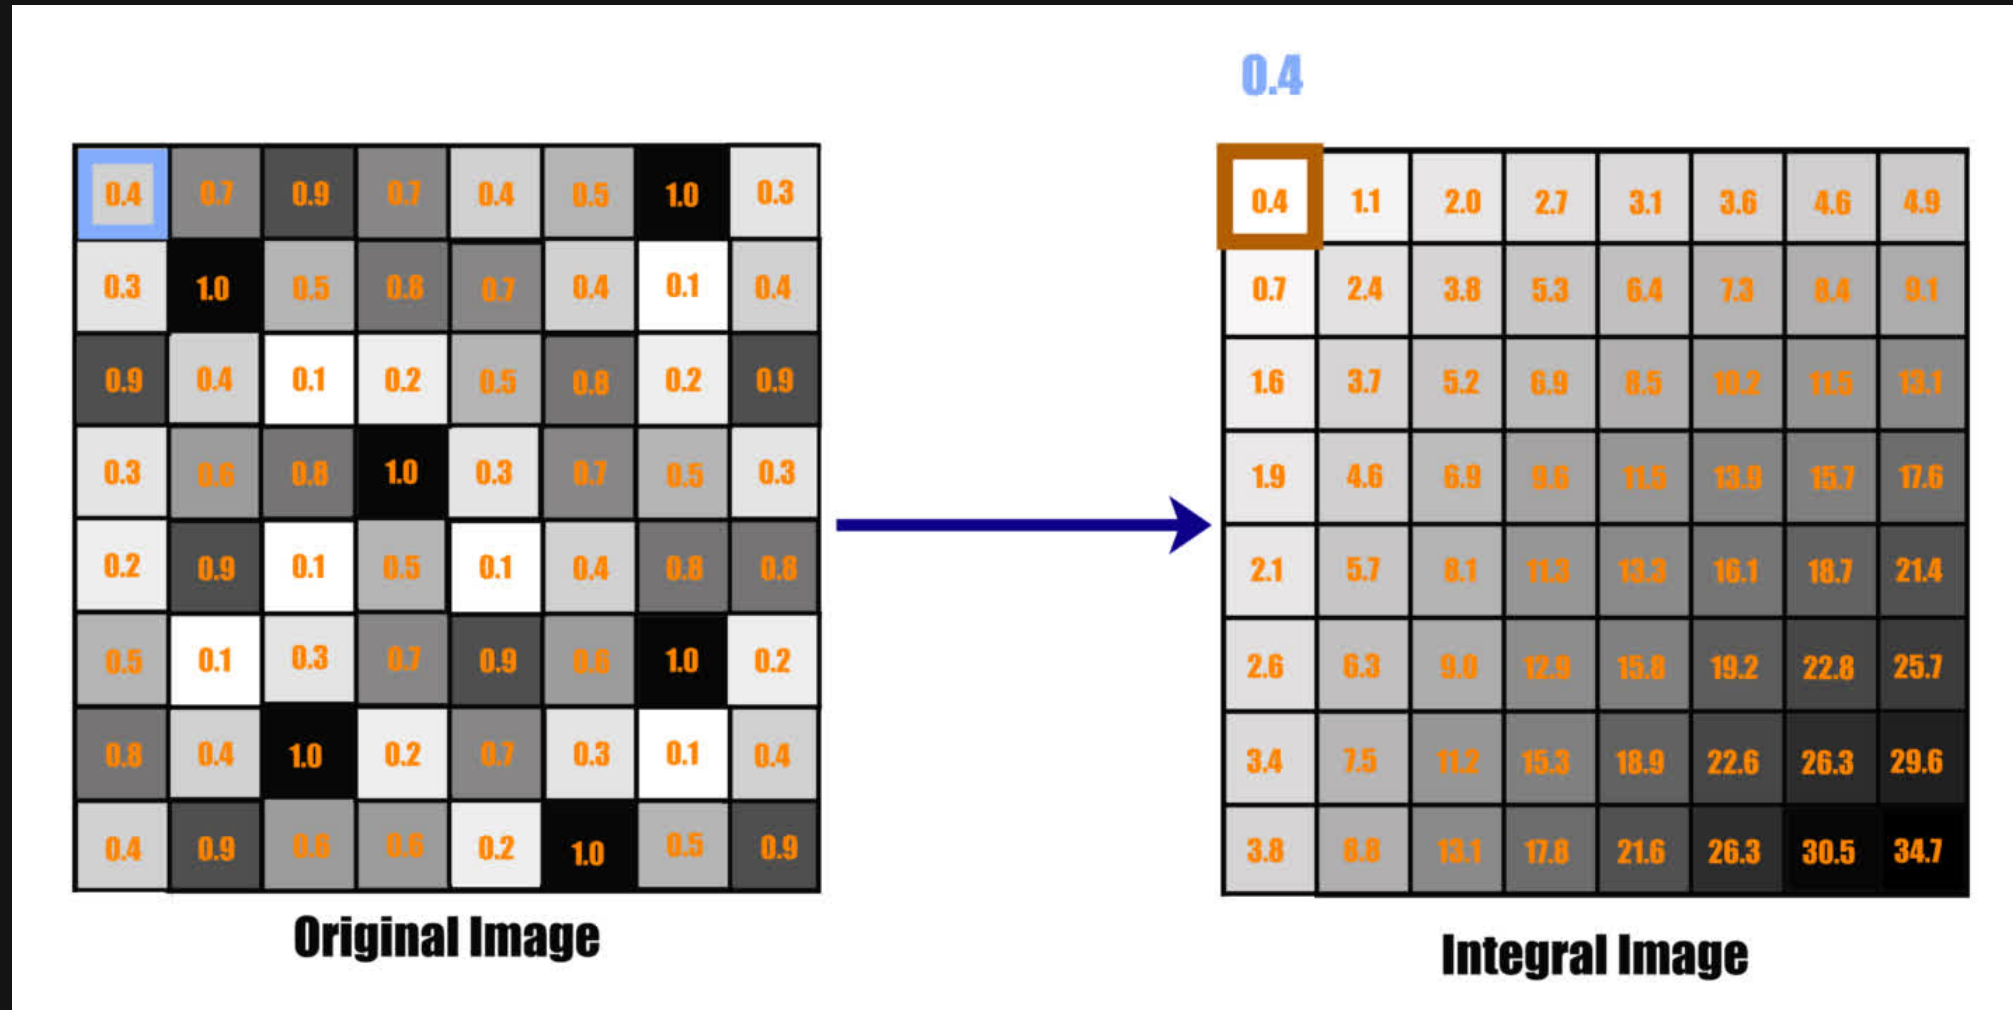 0.4
0.4 0.7 0.9 0.7 0.4 0.5 1.0 0.3
0.3 1.0 0.5 0.8 0.7 0.4 0.1 0.4
0.9 0.4 0.1 0.2 0.5 0.8 0.2 0.9
0.3 0.6 0.8 1.0 0.3 0.7 0.5 0.3
0.2 0.9 0.1 0.5 0.1 0.4 0.8 0.8
0.5 0.1 0.3 0.7 0.9 0.6 1.0 0.2
0.8 0.4 1.0 0.2 0.7 0.3 0.1 0.4
0.4 0.9 0.6 0.6 0.2 1.0 0.5 0.9
Original Image
0.4 1.1 2.0 2.7 3.1 3.6 4.6 4.9
0.7 2.4 3.8 5.3 6.4 7.3 8.4 9.1
1.6 3.7 5.2 6.9 8.5 10.2 11.5 13.1
1.9 4.6 6.9 9.6 11.5 13.9 15.7 17.6
2.1 5.7 8.1 11.3 13.3 16.1 18.7 21.4
2.6 6.3 9.0 12.9 15.8 19.2 22.8 25.7
3.4 7.5 11.2 15.3 18.9 22.6 26.3 29.6
3.8 8.8 13.1 17.8 21.6 26.3 30.5 34.7
Integral Image